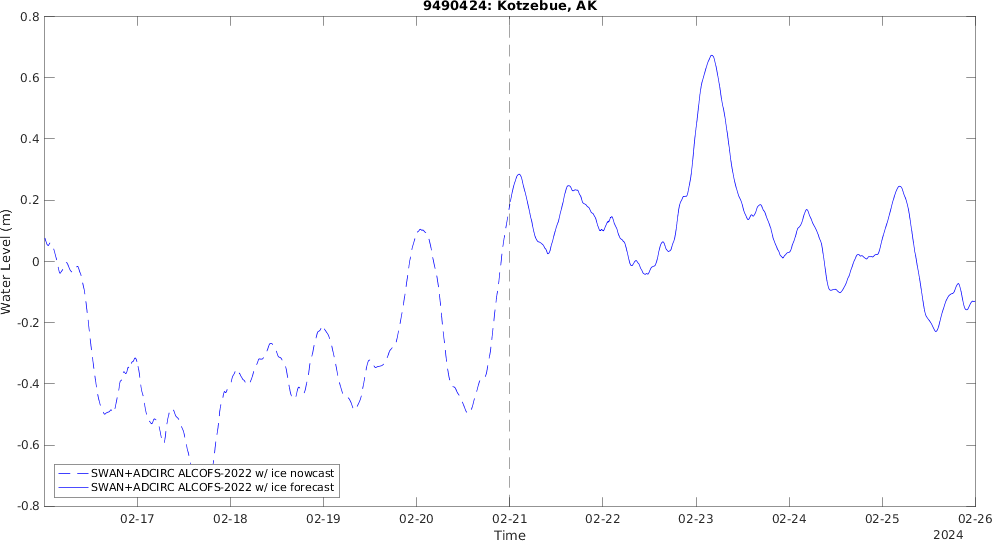 9490424: Kotzebue, AK
0.8
0.6
0.4
0.2
0
-0.2
-0.4
-0.6
-0.8
Water Level (m)
SWAN+ADCIRC ALCOFS-2022 w/ ice nowcast
SWAN+ADCIRC ALCOFS-2022 w/ ice forecast
02-17 02-18 02-19 02-20 02-21 02-22 02-23 02-24 02-25 02-26
Time
2024